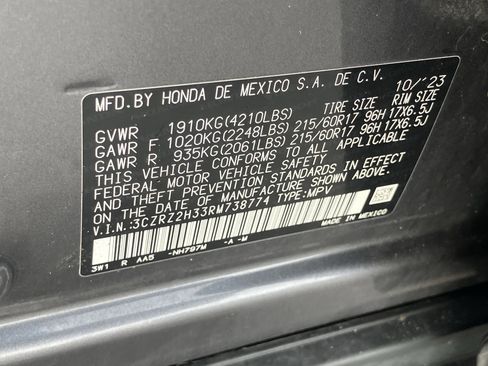 MFD.BY HONDA DE MEXICO S.A. DE C.V. 10/'23
GVWR 1910KG(4210LBS) TIRE SIZE RIM SIZE
GAWR F 1020KG(2248LBS) 215/60R17 96H 17X6.5J
GAWR R 935KG(2061LBS) 215/60R17 96H 17X6.5J
THIS VEHICLE CONFORMS TO ALL APPLICABLE
FEDERAL MOTOR VEHICLE SAFETY STANDARDS IN EFFECT
ON THE DATE OF MANUFACTURE SHOWN ABOVE.
V.I.N.:3CZRZ2H33RM738774 TYPE:MPV
3W1 R AA5 -NH797M -A -M MADE IN MEXICO